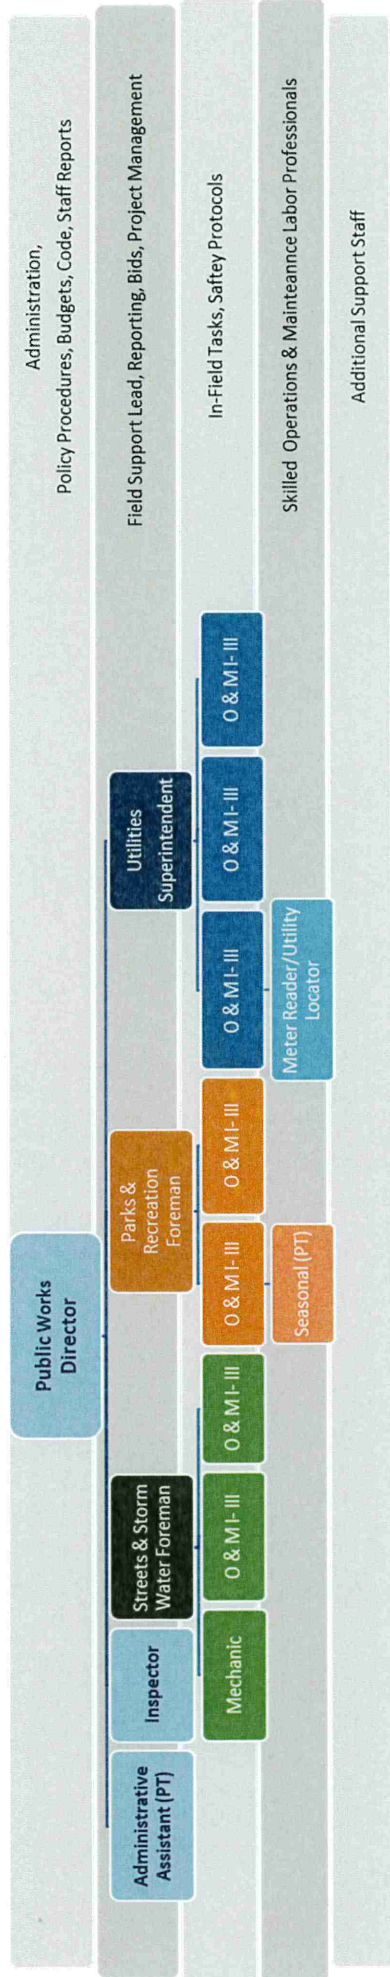 Public Works
Director
Administration,
Policy Procedures, Budgets, Code, Staff Reports
Administrative
Assistant (PT)
Inspector
Streets & Storm
Water Foreman
Parks &
Recreation
Foreman
Utilities
Superintendent
Field Support Lead, Reporting, Bids, Project Management
Mechanic
O & M I- III
O & M I- III
O & M I- III
O & M I- III
O & M I- III
O & M I- III
O & M I- III
In-Field Tasks, Saftey Protocols
Seasonal (PT)
Meter Reader/Utility
Locator
Skilled Operations & Mainteannce Labor Professionals
Additional Support Staff